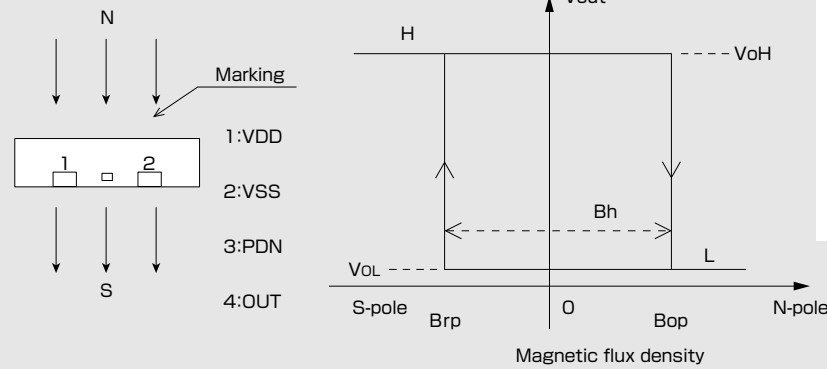 N
Marking
1:VDD
1 2
2:VSS
3:PDN
S
4:OUT
Vout
H
VoH
Bh
VOL
L
S-pole
O
N-pole
Brp
Bop
Magnetic flux density